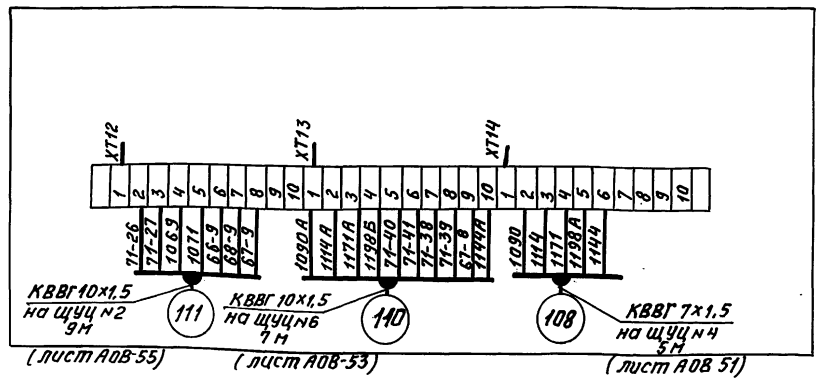 XT12 XT13 XT14
1 2 3 4 5 6 7 8 9 10 1 2 3 4 5 6 7 8 9 10 1 2 3 4 5 6 7 8 9 10
71-26 71-27 1069 1071 66-9 68-9 67-9 1090А 1114А 1171А 1198Б 71-40 71-41 71-38 71-39 67-8 1144А 1090 1114 1171 1198А 1144
КВВГ 10×1,5
на ЩУЦ №2
9м
(лист АОВ-55)
111
КВВГ 10×1,5
на ЩУЦ №6
7м
(лист АОВ-53)
110
108
КВВГ 7×1,5
на ЩУЦ №4
5м
(лист АОВ 51)